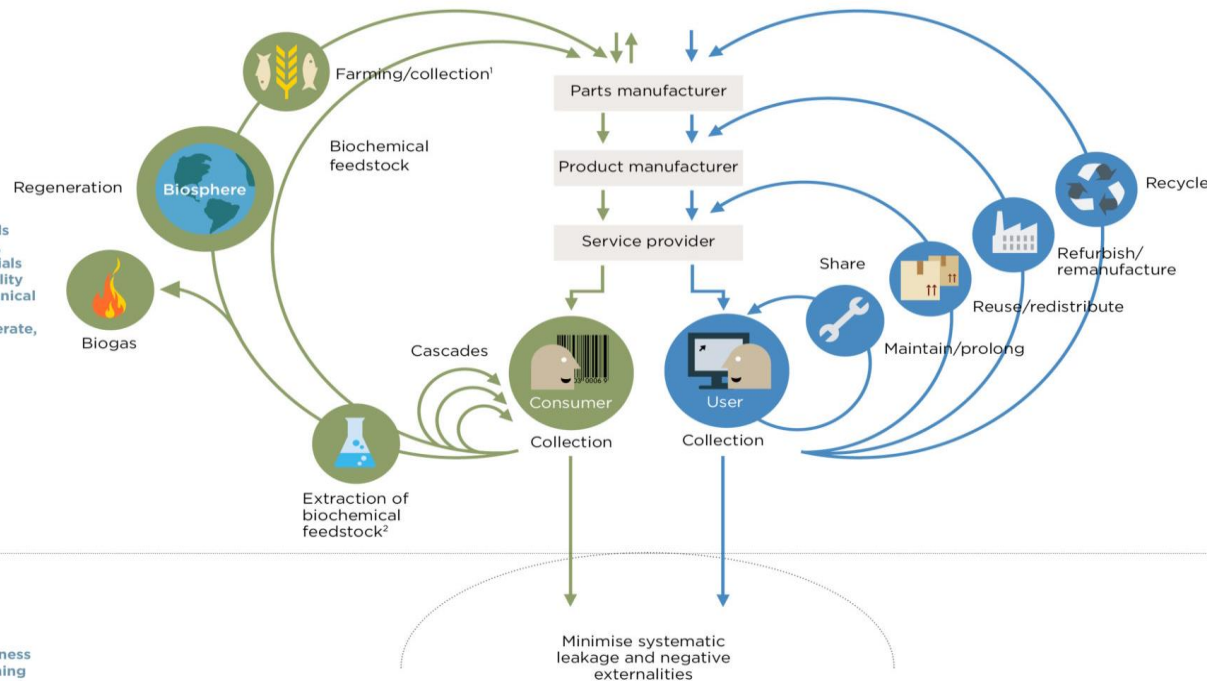 Farming/collection¹
Parts manufacturer
Biochemical
feedstock
Product manufacturer
Regeneration
Biosphere
Recycle
Service provider
Share
Refurbish/
remanufacture
Reuse/redistribute
Biogas
Cascades
Maintain/prolong
Consumer
User
Collection
Collection
Extraction of
biochemical
feedstock²
Minimise systematic
leakage and negative
externalities